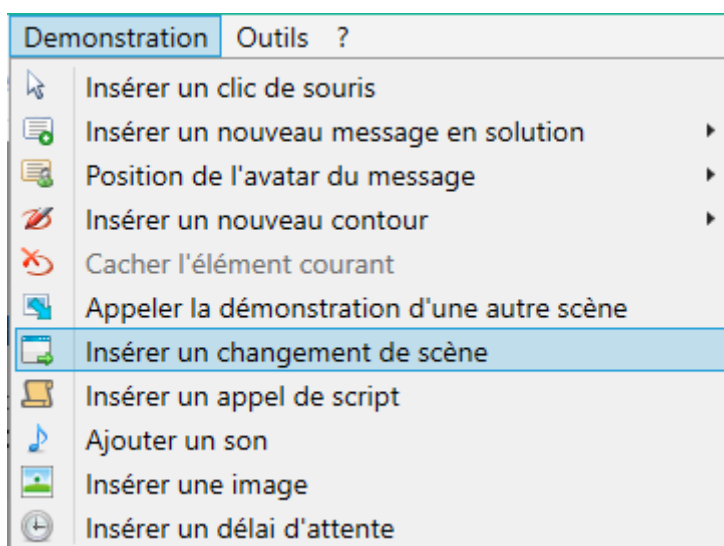 Demonstration Outils ?
Insérer un clic de souris
Insérer un nouveau message en solution
Position de l'avatar du message
Insérer un nouveau contour
Cacher l'élément courant
Appeler la démonstration d'une autre scène
Insérer un changement de scène
Insérer un appel de script
Ajouter un son
Insérer une image
Insérer un délai d'attente